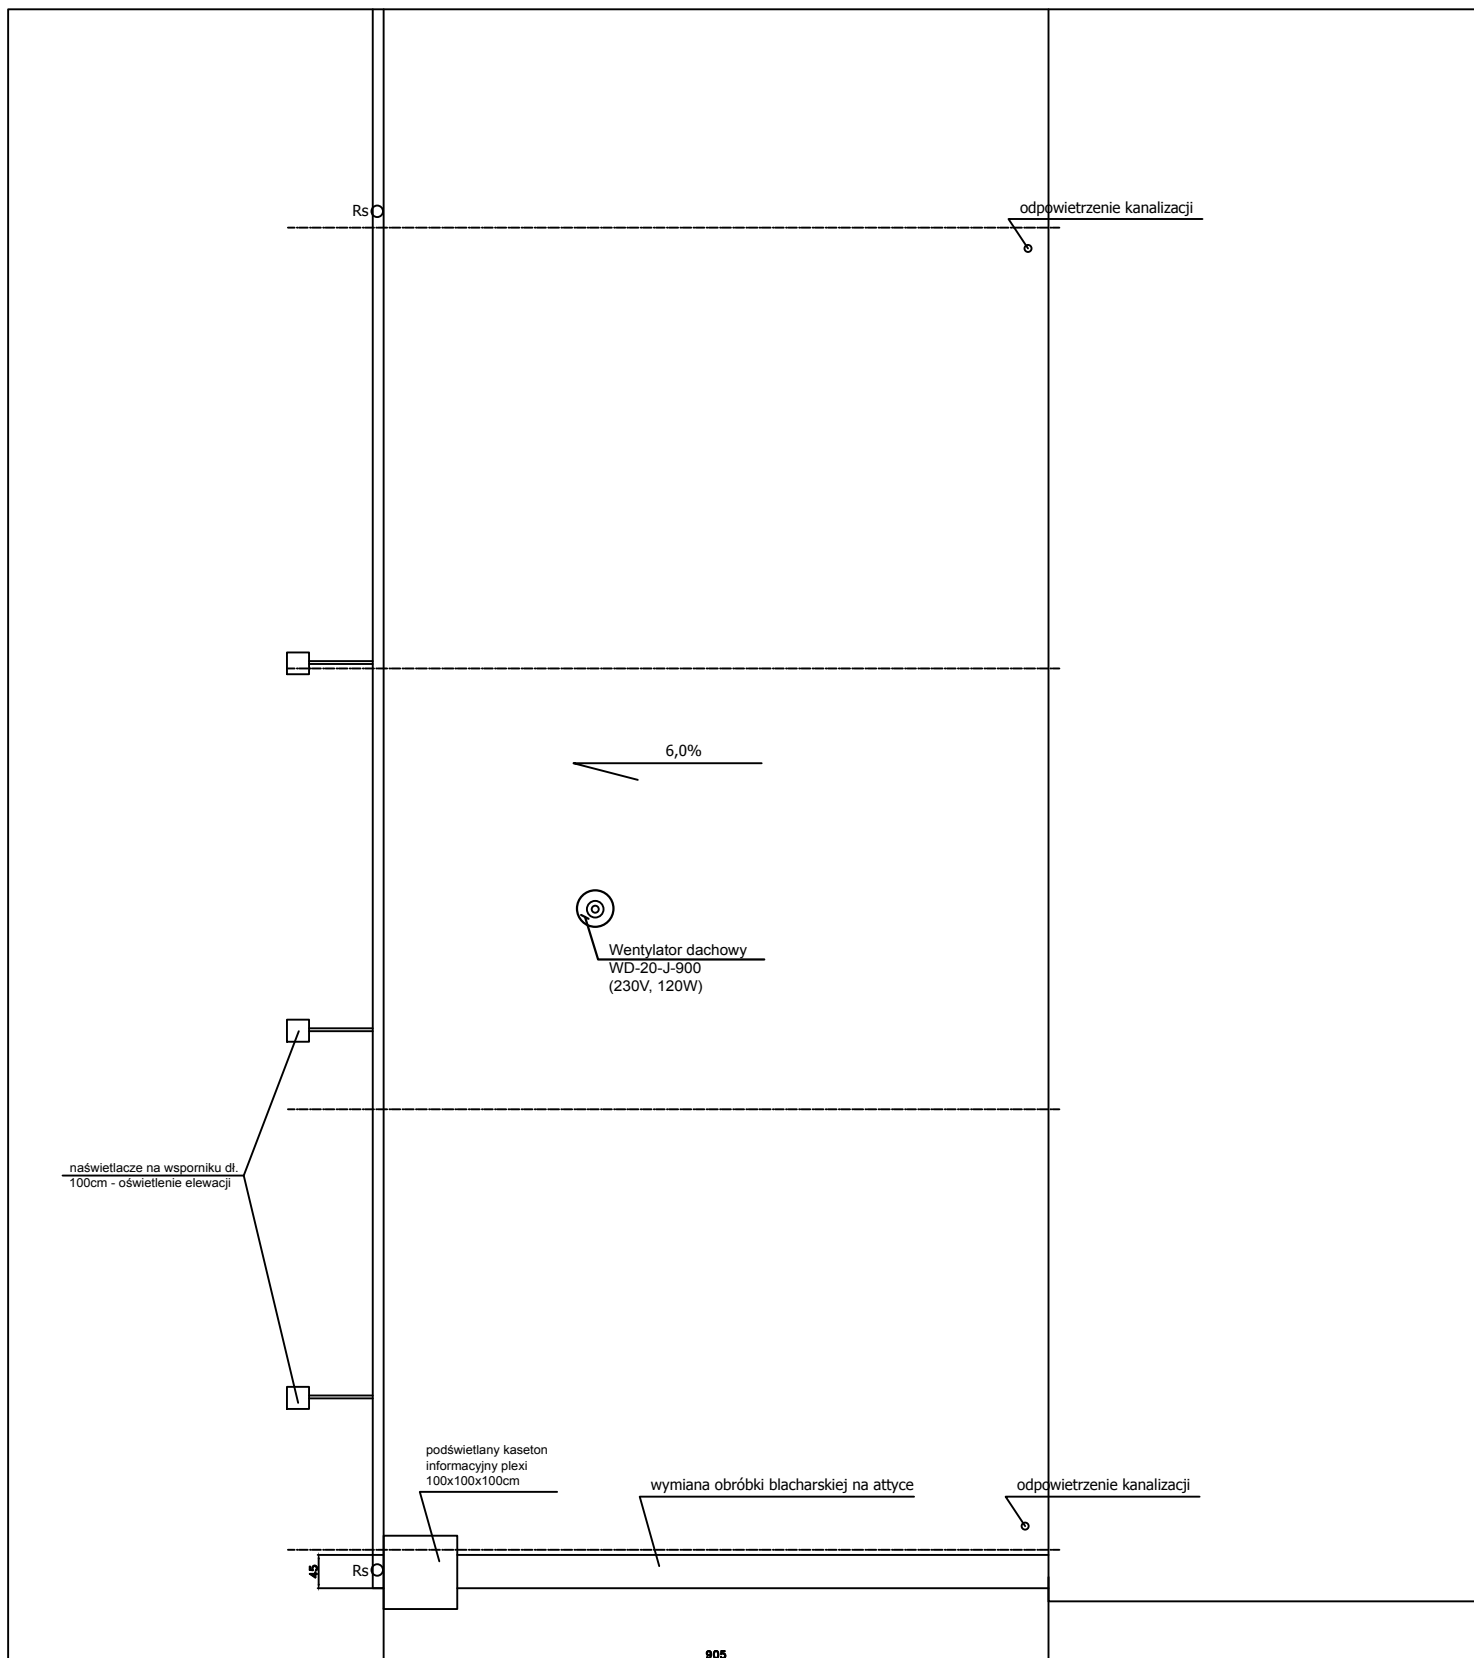 Rs
odpowietrzenie kanalizacji
6,0%
Wentylator dachowy
WD-20-J-900
(230V, 120W)
naświetlacze na wsporniku dł.
100cm - oświetlenie elewacji
podświetlany kaseton
informacyjny plexi
100x100x100cm
wymiana obróbki blacharskiej na attyce
odpowietrzenie kanalizacji
45
Rs
905